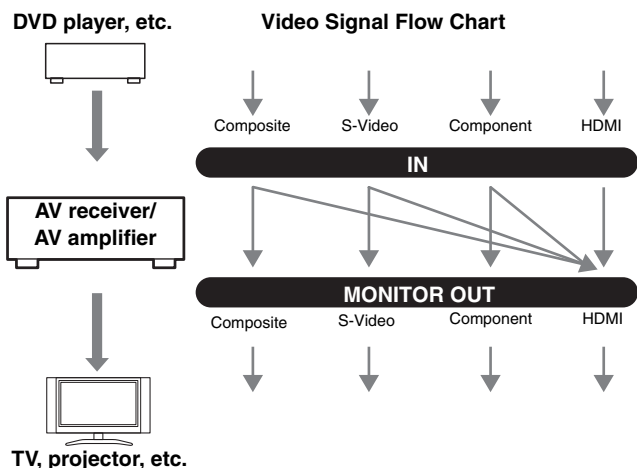 DVD player, etc.
Video Signal Flow Chart
Composite S-Video Component HDMI
IN
AV receiver/
AV amplifier
MONITOR OUT
Composite S-Video Component HDMI
TV, projector, etc.